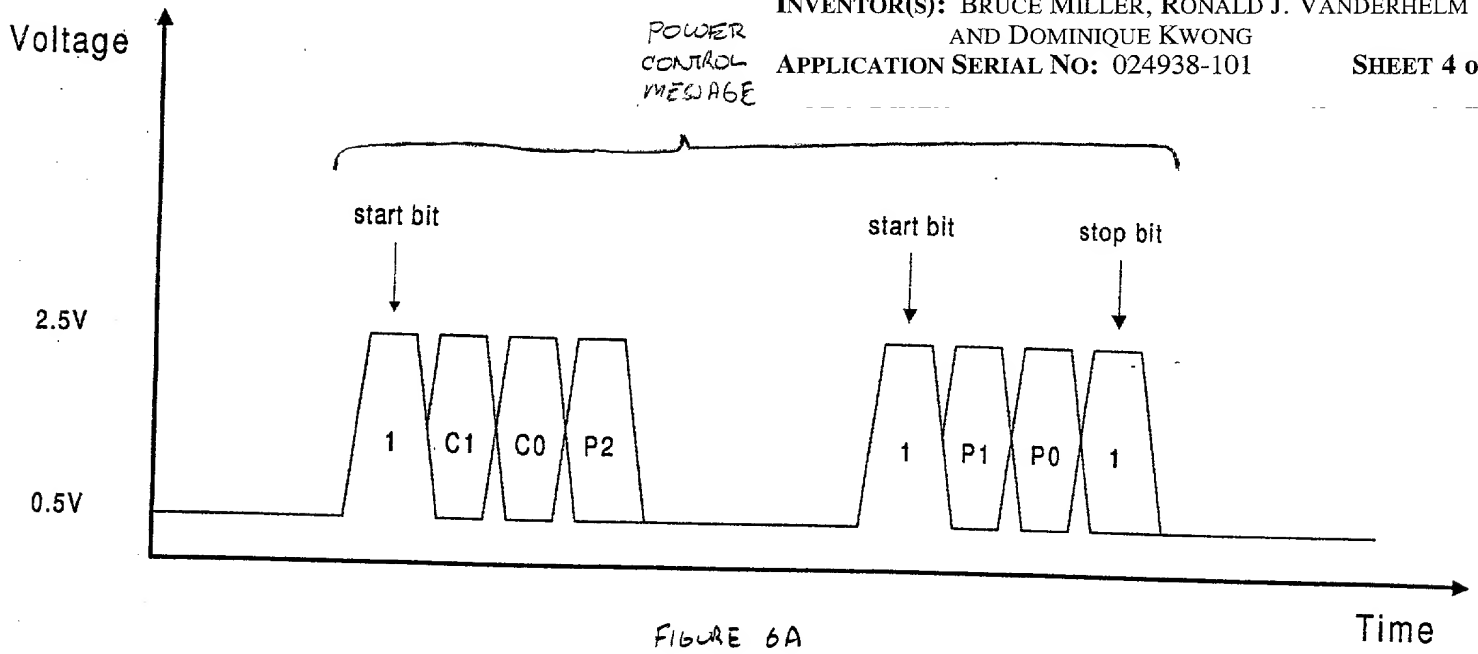 INVENTOR(S): BRUCE MILLER, RONALD J. VANDERHELM
AND DOMINIQUE KWONG
APPLICATION SERIAL NO: 024938-101 SHEET 4 o
POWER
CONTROL
MESSAGE
Voltage
start bit
start bit
stop bit
2.5V
1
C1
C0
P2
1
P1
P0
1
0.5V
Time
FIGURE 6A